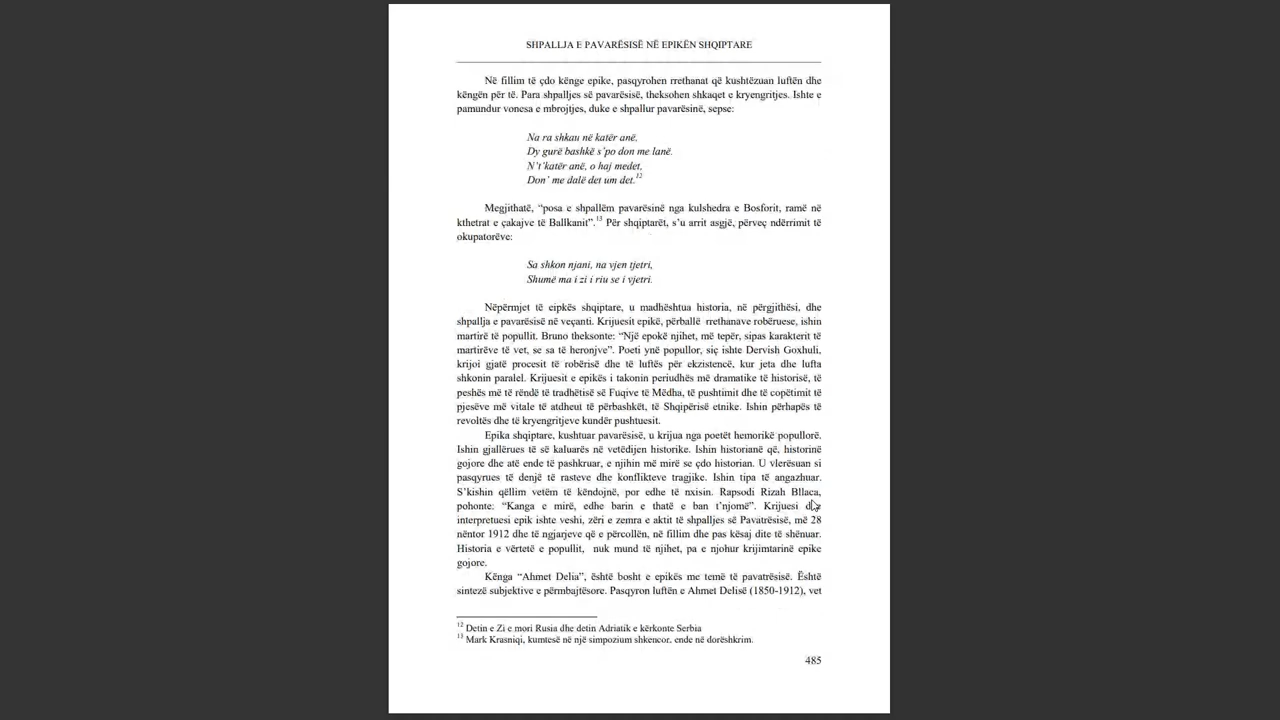 SHPALLJA E PAVARËSISË NË EPIKËN SHQIPTARE
Në fillim të çdo kënge epike, pasqyrohen rrethanat që kushtëzuan luftën dhe
këngën për të. Para shpalljes së pavarësisë, theksohen shkaqet e kryengritjes. Ishte e
pamundur vonesa e mbrojtjes, duke e shpallur pavarësinë, sepse:
Na ra shkau në katër anë,
Dy gurë bashkë s’po don me lanë.
N’t’katër anë, o haj medet,
Don’ me dalë det um det.12
Megjithatë, “posa e shpallëm pavarësinë nga kulshedra e Bosforit, ramë në
kthetrat e çakajve të Ballkanit”.13 Për shqiptarët, s’u arrit asgjë, përveç ndërrimit të
okupatorëve:
Sa shkon njani, na vjen tjetri,
Shumë ma i zi i riu se i vjetri.
Nëpërmjet të eipkës shqiptare, u madhështua historia, në përgjithësi, dhe
shpallja e pavarësisë në veçanti. Krijuesit epikë, përballë rrethanave robëruese, ishin
martirë të popullit. Bruno theksonte: “Një epokë njihet, më tepër, sipas karakterit të
martirëve të vet, se sa të heronjve”. Poeti ynë popullor, siç ishte Dervish Goxhuli,
krijoi gjatë procesit të robërisë dhe të luftës për ekzistencë, kur jeta dhe lufta
shkonin paralel. Krijuesit e epikës i takonin periudhës më dramatike të historisë, të
peshës më të rëndë të tradhëtisë së Fuqive të Mëdha, të pushtimit dhe të copëtimit të
pjesëve më vitale të atdheut të përbashkët, të Shqipërisë etnike. Ishin përhapës të
revoltës dhe të kryengritjeve kundër pushtuesit.
Epika shqiptare, kushtuar pavarësisë, u krijua nga poetët hemorikë popullorë.
Ishin gjallërues të së kaluarës në vetëdijen historike. Ishin historianë që, historinë
gojore dhe atë ende të pashkruar, e njihin më mirë se çdo historian. U vlerësuan si
pasqyrues të denjë të rasteve dhe konflikteve tragjike. Ishin tipa të angazhuar.
S’kishin qëllim vetëm të këndojnë, por edhe të nxisin. Rapsodi Rizah Bllaca,
pohonte: “Kanga e mirë, edhe barin e thatë e ban t’njomë”. Krijuesi dhe
interpretuesi epik ishte veshi, zëri e zemra e aktit të shpalljes së Pavatrësisë, më 28
nëntor 1912 dhe të ngjarjeve që e përcollën, në fillim dhe pas kësaj dite të shënuar.
Historia e vërtetë e popullit, nuk mund të njihet, pa e njohur krijimtarinë epike
gojore.
Kënga “Ahmet Delia”, është bosht e epikës me temë të pavatrësisë. Është
sintezë subjektive e përmbajtësore. Pasqyron luftën e Ahmet Delisë (1850-1912), vet
12 Detin e Zi e mori Rusia dhe detin Adriatik e kërkonte Serbia
13 Mark Krasniqi, kumtesë në një simpozium shkencor, ende në dorëshkrim.
485